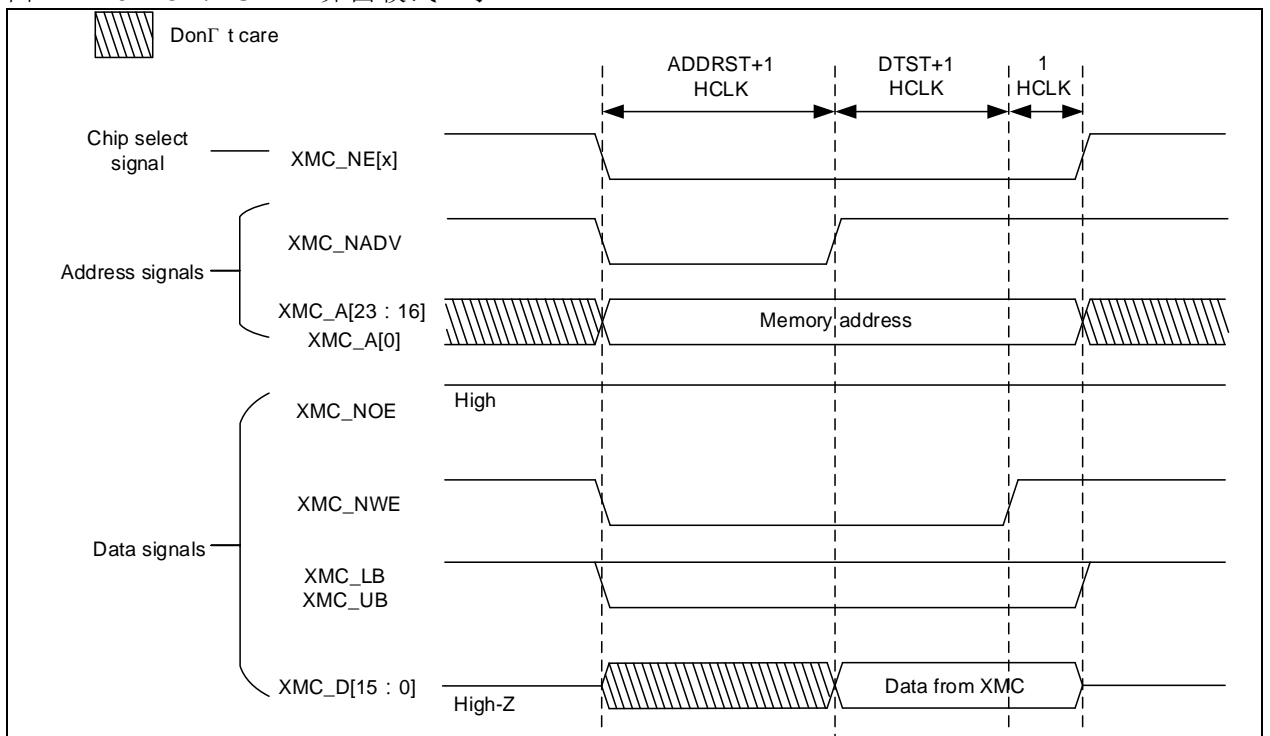 DonΓ t care
ADDRST+1
HCLK
DTST+1
HCLK
1
HCLK
Chip select
signal
XMC_NE[x]
Address signals
XMC_NADV
XMC_A[23：16]
XMC_A[0]
Memory address
Data signals
XMC_NOE
High
XMC_NWE
XMC_LB
XMC_UB
XMC_D[15：0]
High-Z
Data from XMC